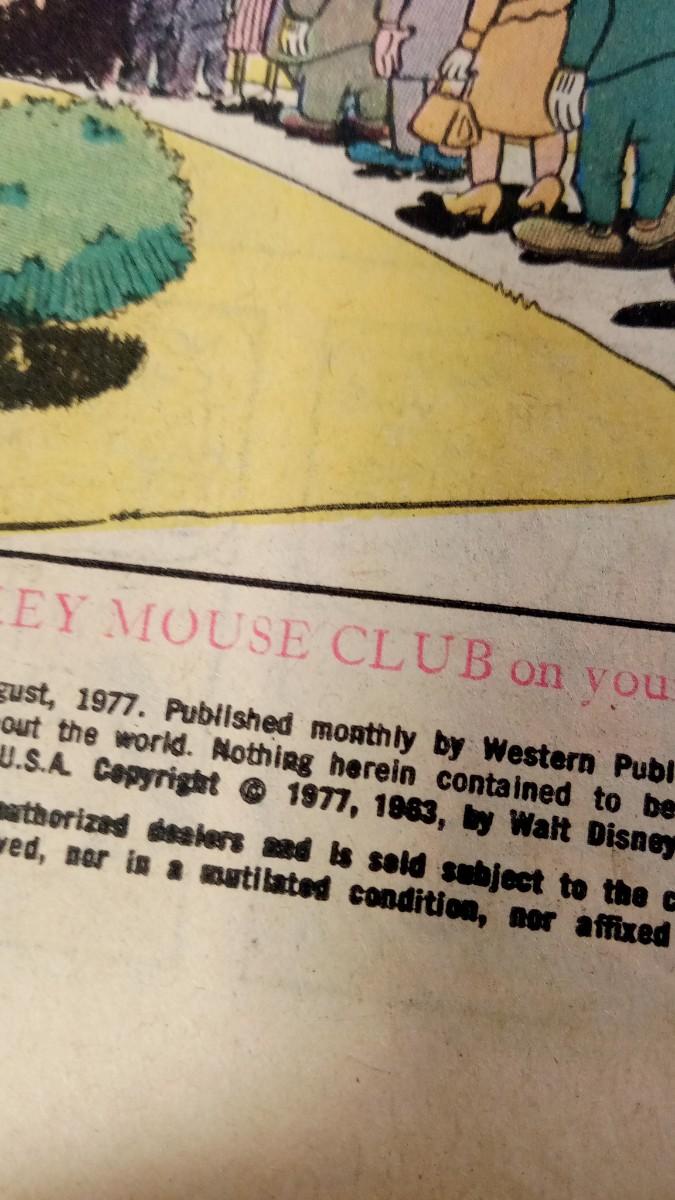 KEY MOUSE CLUB on you
gust, 1977. Published monthly by Western Publ
out the world. Nothing herein contained to be
U.S.A. Copyright © 1977, 1963, by Walt Disney
authorized dealers and is sold subject to the c
ved, nor in a mutilated condition, nor affixed